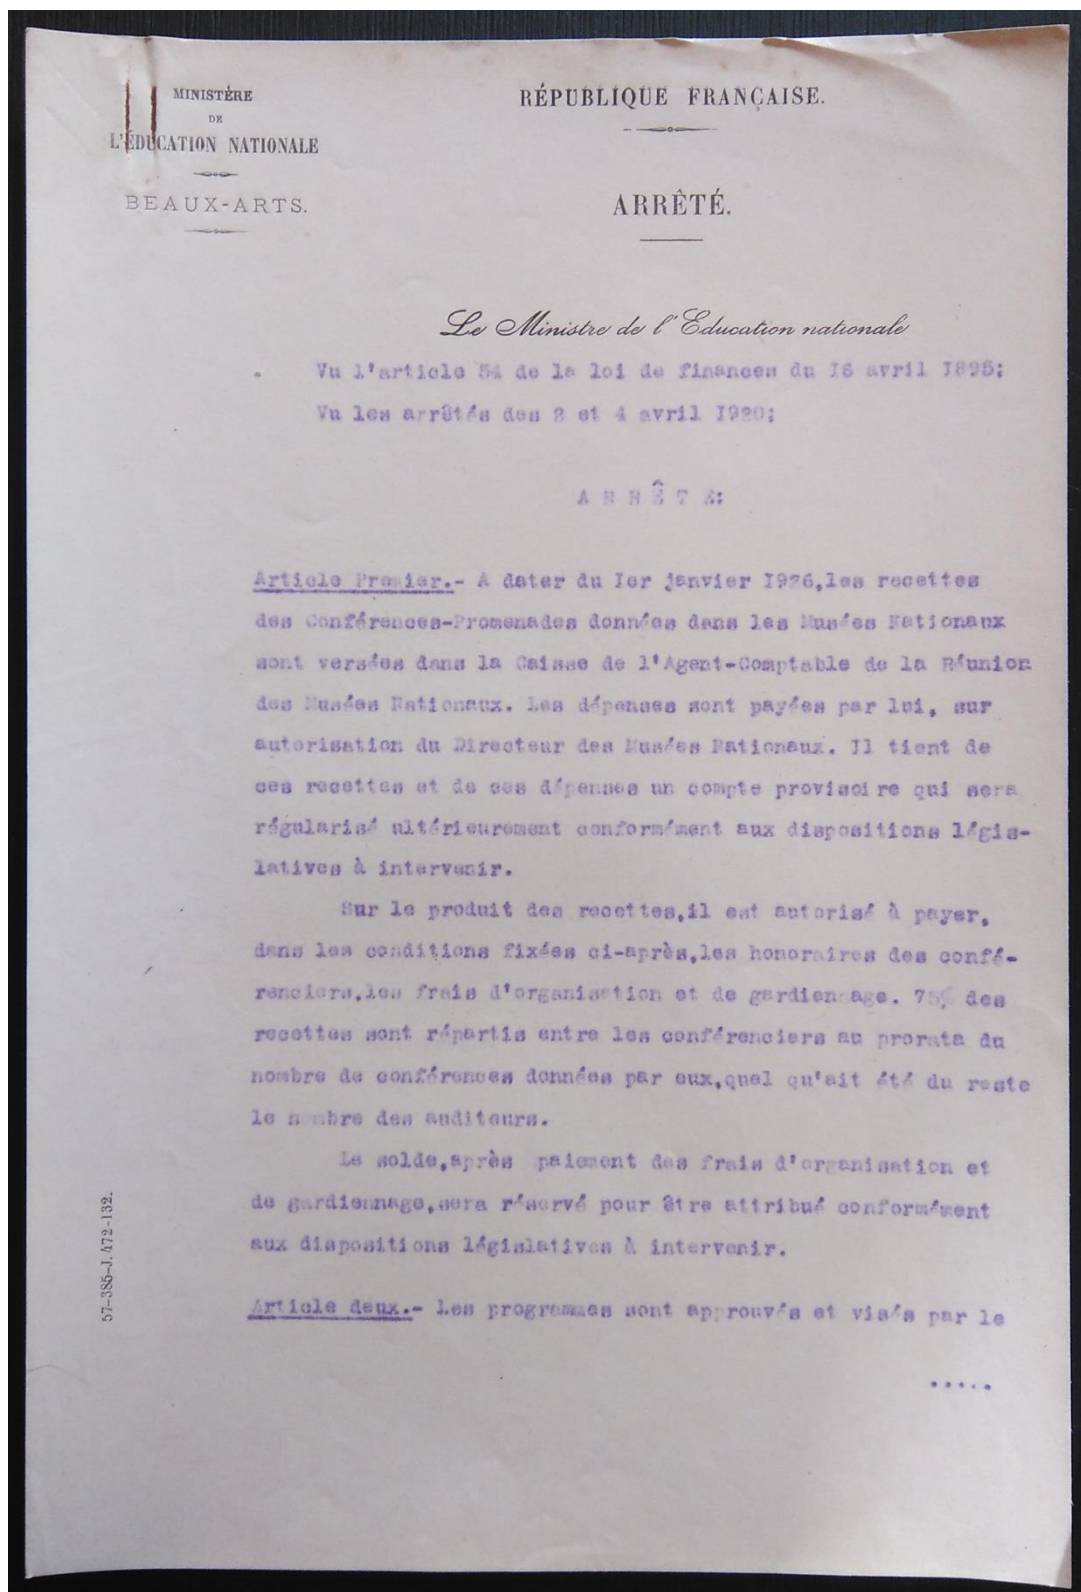 MINISTÈRE
DE
L'ÉDUCATION NATIONALE
BEAUX-ARTS.
RÉPUBLIQUE FRANÇAISE.
ARRÊTÉ.
Le Ministre de l'Education nationale
Vu l'article 54 de la loi de finances du I6 avril I895;
Vu les arrêtés des 2 et 4 avril I920;
A R R Ê T E:
Article Premier.- A dater du Ier janvier I926,les recettes
des Conférences-Promenades données dans les Musées Nationaux
sont versées dans la Caisse de l'Agent-Comptable de la Réunion
des Musées Nationaux. Les dépenses sont payées par lui, sur
autorisation du Directeur des Musées Nationaux. Il tient de
ces recettes et de ces dépenses un compte provisoire qui sera
régularisé ultérieurement conformément aux dispositions légis-
latives à intervenir.
Sur le produit des recettes,il est autorisé à payer,
dans les conditions fixées ci-après,les honoraires des confé-
renciers,les frais d'organisation et de gardiennage. 75% des
recettes sont répartis entre les conférenciers au prorata du
nombre de conférences données par eux,quel qu'ait été du reste
le nombre des auditeurs.
Le solde,après paiement des frais d'organisation et
de gardiennage,sera réservé pour être attribué conformément
aux dispositions législatives à intervenir.
Article deux.- Les programmes sont approuvés et visés par le
.....
57-385-J. 472-132.